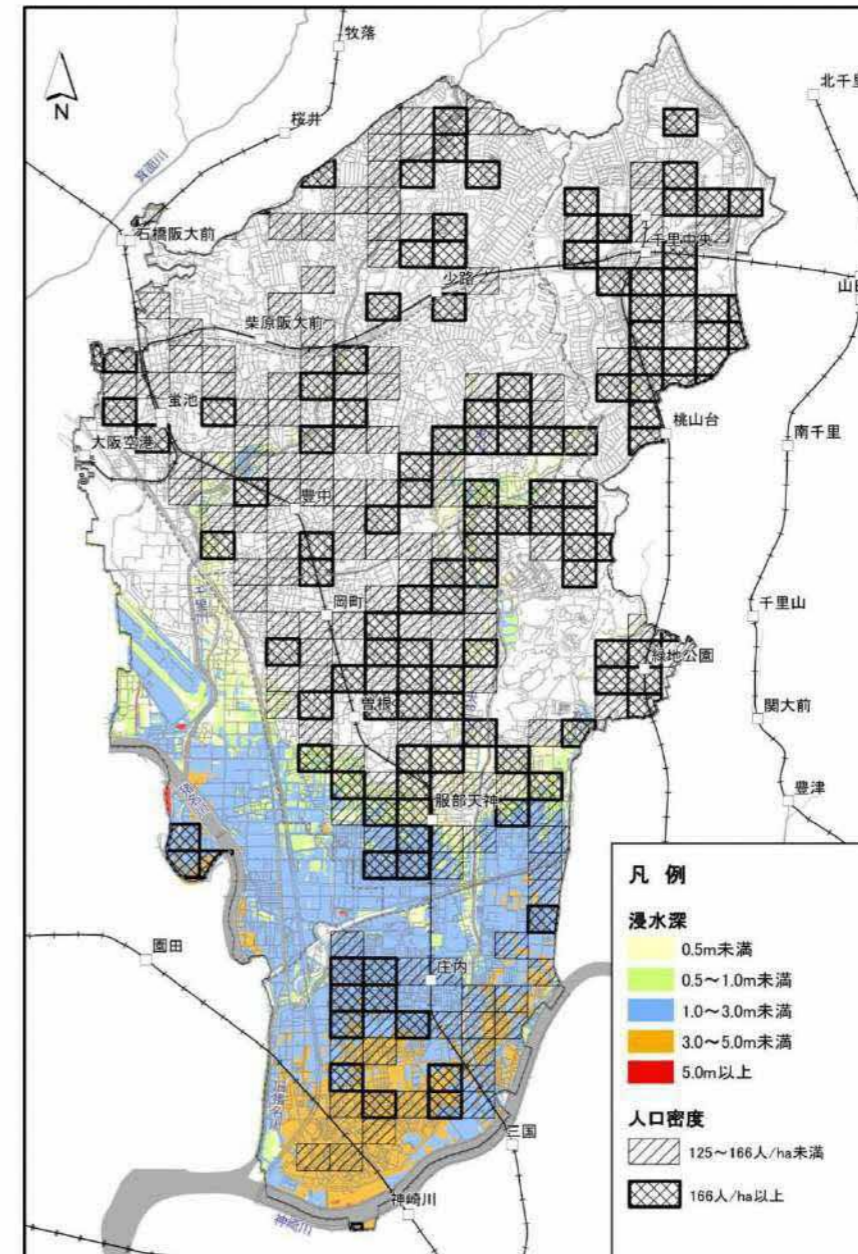 牧落
北千里
N
桜井
箕面川
石橋阪大前
千里中央
少路
山田
柴原阪大前
蛍池
大阪空港
桃山台
南千里
豊中
岡町
千里山
緑地公園
曽根
関大前
豊津
服部天神
園田
庄内
三国
神崎川
神崎川
凡 例
浸水深
0.5m未満
0.5～1.0m未満
1.0～3.0m未満
3.0～5.0m未満
5.0m以上
人口密度
125～166人/ha未満
166人/ha以上